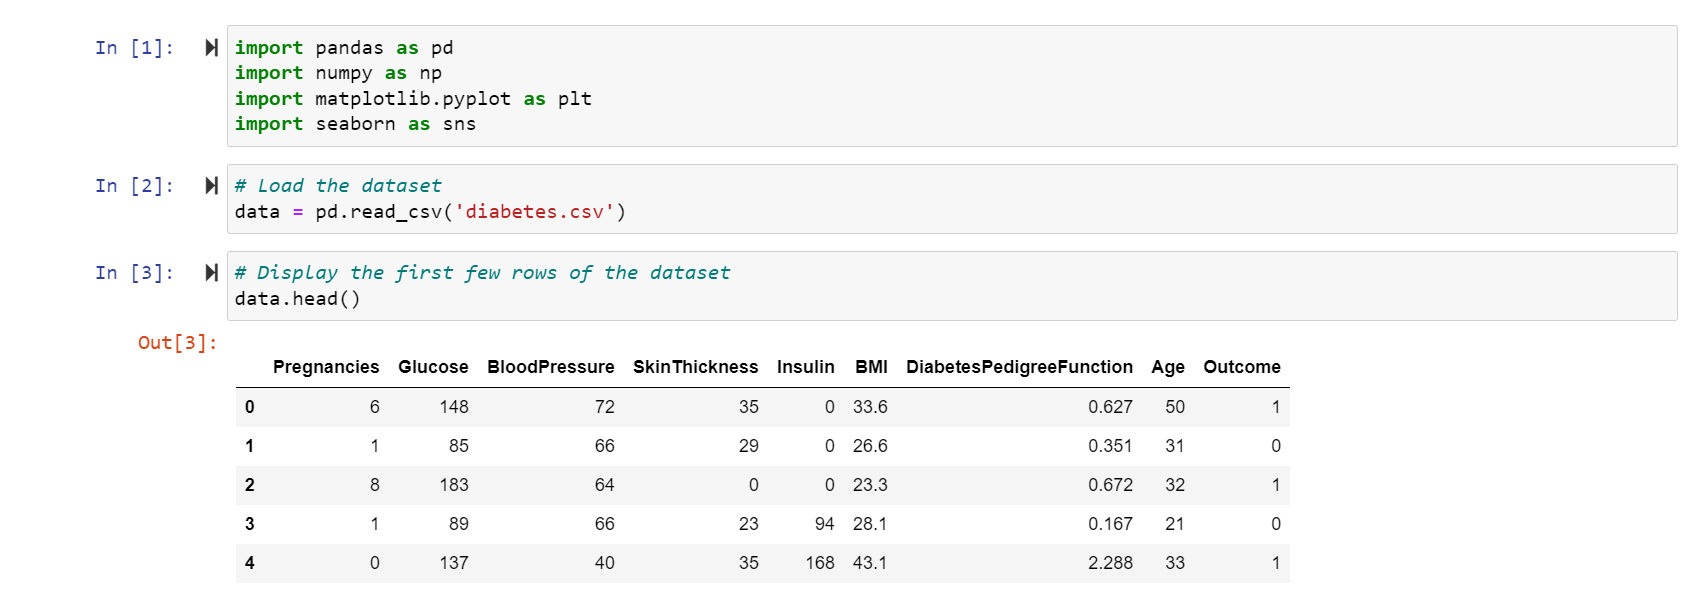 In [1]: import pandas as pd
import numpy as np
import matplotlib.pyplot as plt
import seaborn as sns
In [2]: # Load the dataset
data = pd.read_csv('diabetes.csv')
In [3]: # Display the first few rows of the dataset
data.head()
Out[3]:
Pregnancies Glucose BloodPressure SkinThickness Insulin BMI DiabetesPedigreeFunction Age Outcome
0 6 148 72 35 0 33.6 0.627 50 1
1 1 85 66 29 0 26.6 0.351 31 0
2 8 183 64 0 0 23.3 0.672 32 1
3 1 89 66 23 94 28.1 0.167 21 0
4 0 137 40 35 168 43.1 2.288 33 1